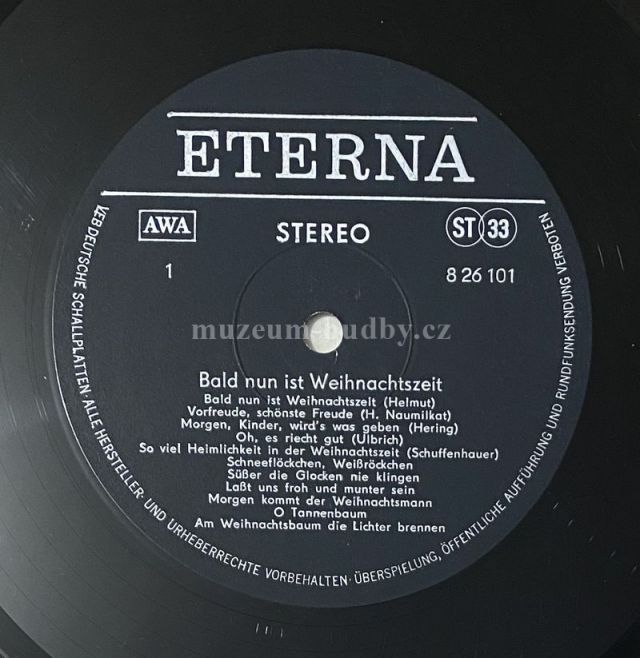 ETERNA
AWA
STEREO
ST 33
1
8 26 101
muzeum-hudby.cz
Bald nun ist Weihnachtszeit
Bald nun ist Weihnachtszeit (Helmut)
Vorfreude, schönste Freude (H. Naumilkat)
Morgen, Kinder, wird's was geben (Hering)
Oh, es riecht gut (Ulbrich)
So viel Heimlichkeit in der Weihnachtszeit (Schuffenhauer)
Schneeflöckchen, Weißröckchen
Süßer die Glocken nie klingen
Laßt uns froh und munter sein
Morgen kommt der Weihnachtsmann
O Tannenbaum
Am Weihnachtsbaum die Lichter brennen
VEB DEUTSCHE SCHALLPLATTEN · ALLE HERSTELLER- UND URHEBERRECHTE VORBEHALTEN · ÜBERSPIELUNG, ÖFFENTLICHE AUFFÜHRUNG UND RUNDFUNKSENDUNG VERBOTEN